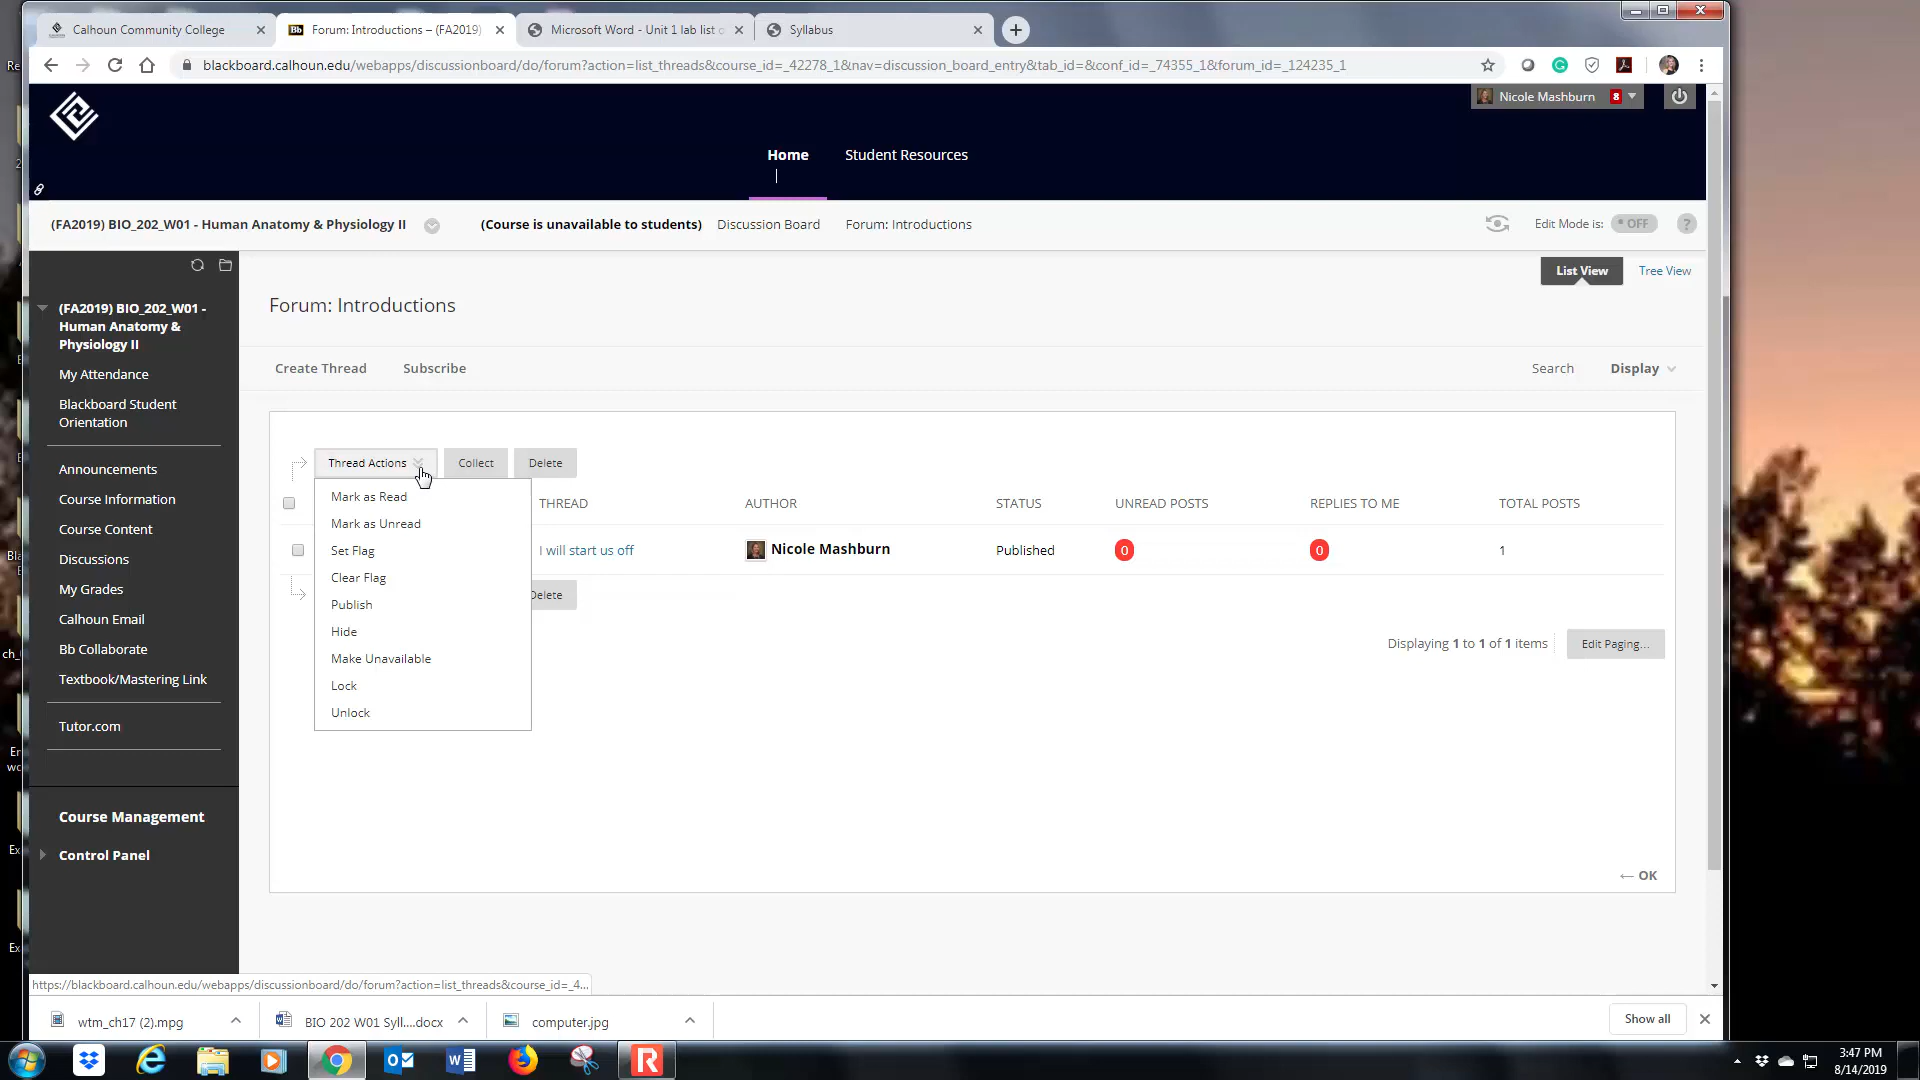 Calhoun Community College
Bb Forum: Introductions – (FA2019)
Microsoft Word - Unit 1 lab list
Syllabus
blackboard.calhoun.edu/webapps/discussionboard/do/forum?action=list_threads&course_id=_42278_1&nav=discussion_board_entry&tab_id=&conf_id=_74355_1&forum_id=_124235_1
Nicole Mashburn 8
Home Student Resources
(FA2019) BIO_202_W01 - Human Anatomy & Physiology II
(Course is unavailable to students) Discussion Board Forum: Introductions
Edit Mode is: OFF ?
List View Tree View
(FA2019) BIO_202_W01 -
Human Anatomy &
Physiology II
My Attendance
Blackboard Student
Orientation
Announcements
Course Information
Course Content
Discussions
My Grades
Calhoun Email
Bb Collaborate
Textbook/Mastering Link
Tutor.com
Course Management
Control Panel
Forum: Introductions
Create Thread Subscribe
Search Display
Thread Actions Collect Delete
Mark as Read
Mark as Unread
Set Flag
Clear Flag
Publish
Hide
Make Unavailable
Lock
Unlock
THREAD AUTHOR STATUS UNREAD POSTS REPLIES TO ME TOTAL POSTS
I will start us off Nicole Mashburn Published 0 0 1
Delete
Displaying 1 to 1 of 1 items Edit Paging...
← OK
https://blackboard.calhoun.edu/webapps/discussionboard/do/forum?action=list_threads&course_id=_4...
wtm_ch17 (2).mpg
BIO 202 W01 Syll....docx
computer.jpg
Show all
3:47 PM
8/14/2019